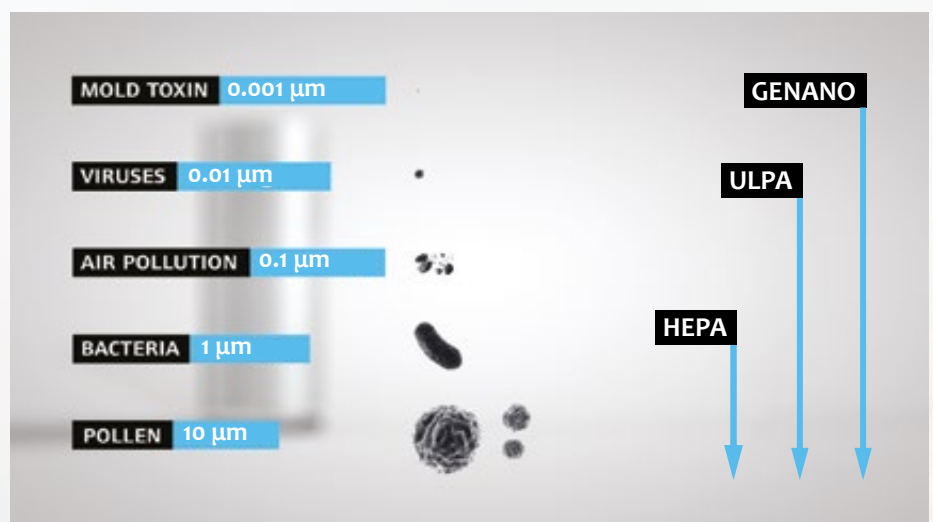 MOLD TOXIN 0.001 µm
GENANO
VIRUSES 0.01 µm
ULPA
AIR POLLUTION 0.1 µm
HEPA
BACTERIA 1 µm
POLLEN 10 µm